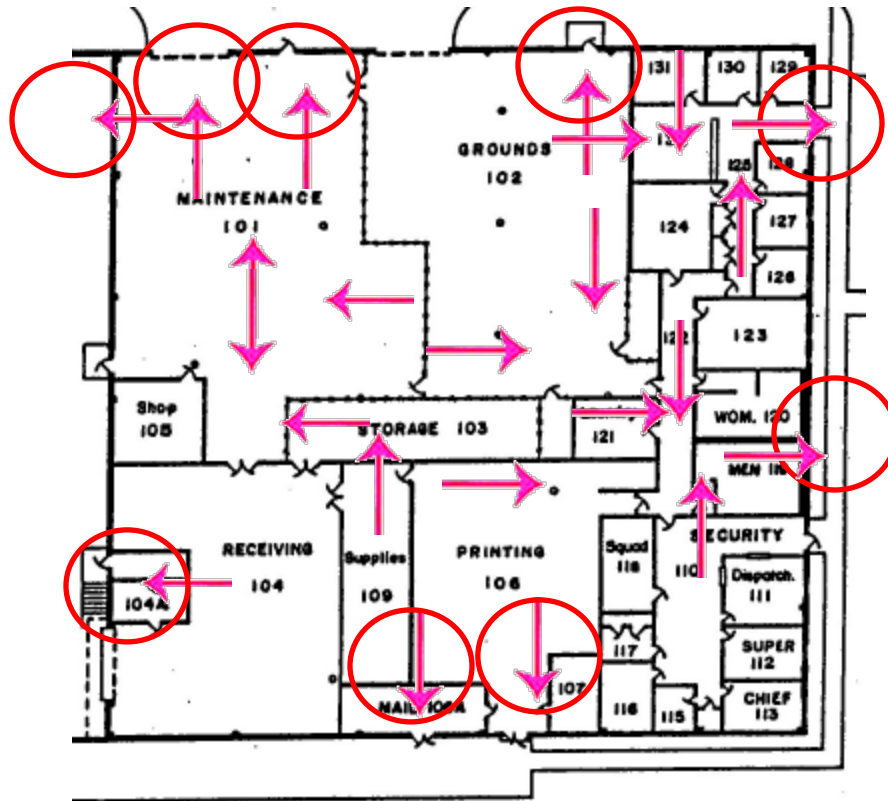 131
130
129
GROUNDS
102
125
128
MAINTENANCE
101
124
127
126
122
123
Shop
105
STORAGE 103
121
WOM. 120
MEN
SECURITY
110
RECEIVING
104
Supplies
109
PRINTING
106
Squad
118
Dispatch.
111
104A
117
SUPER
112
107
MAIL
116
115
CHIEF
113